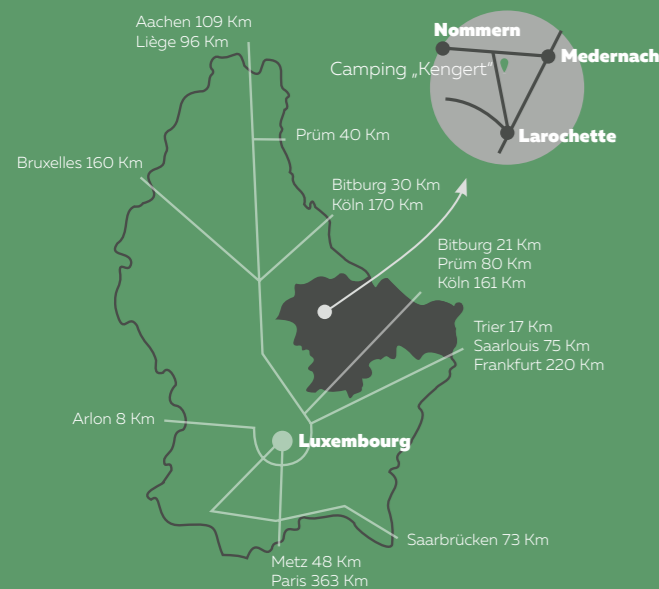 Aachen 109 Km
Liège 96 Km
Nommern
Medernach
Camping „Kengert“
Larochette
Prüm 40 Km
Bruxelles 160 Km
Bitburg 30 Km
Köln 170 Km
Bitburg 21 Km
Prüm 80 Km
Köln 161 Km
Trier 17 Km
Saarlouis 75 Km
Frankfurt 220 Km
Arlon 8 Km
Luxembourg
Saarbrücken 73 Km
Metz 48 Km
Paris 363 Km